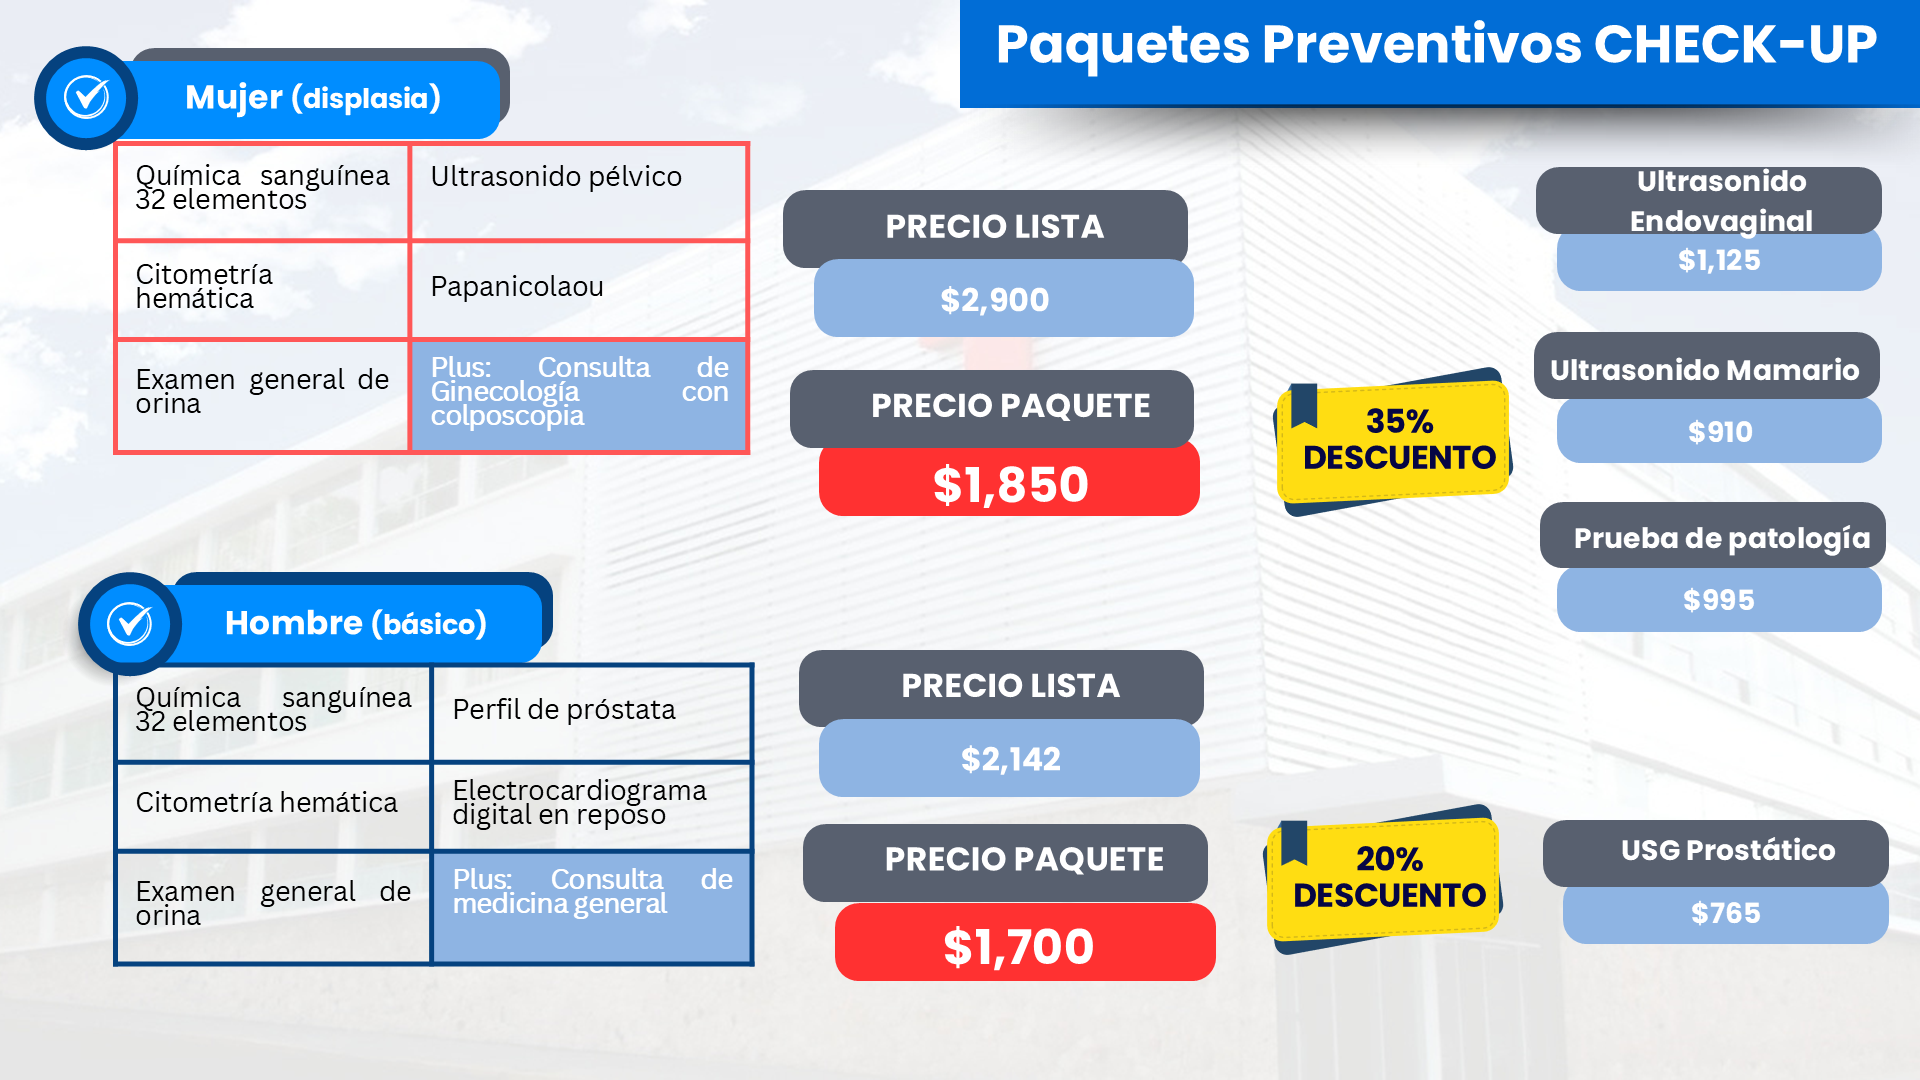 Paquetes Preventivos CHECK-UP
Mujer (displasia)
Química sanguínea
32 elementos
Ultrasonido pélvico
Citometría
hemática
Papanicolaou
Examen general de
orina
Plus: Consulta de
Ginecología con
colposcopia
PRECIO LISTA
$2,900
PRECIO PAQUETE
$1,850
35%
DESCUENTO
Ultrasonido
Endovaginal
$1,125
Ultrasonido Mamario
$910
Prueba de patología
$995
Hombre (básico)
Química sanguínea
32 elementos
Perfil de próstata
Citometría hemática
Electrocardiograma
digital en reposo
Examen general de
orina
Plus: Consulta de
medicina general
PRECIO LISTA
$2,142
PRECIO PAQUETE
$1,700
20%
DESCUENTO
USG Prostático
$765